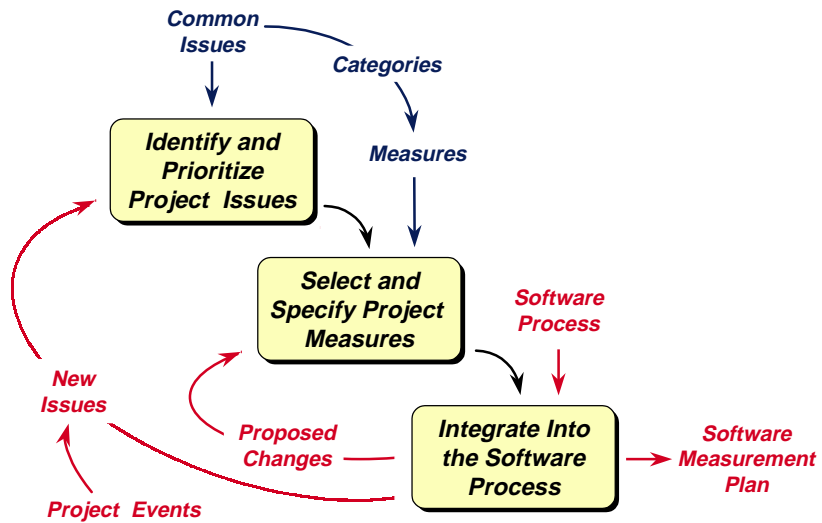 Common
Issues
Categories
Identify and
Prioritize
Project Issues
Measures
Select and
Specify Project
Measures
Software
Process
New
Issues
Proposed
Changes
Integrate Into
the Software
Process
Software
Measurement
Plan
Project Events